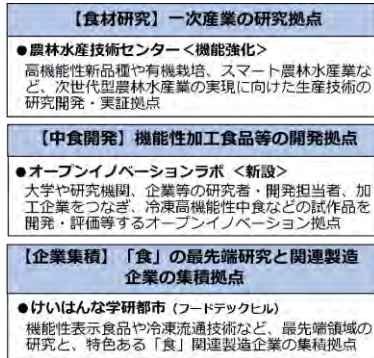 【食材研究】一次産業の研究拠点
●農林水産技術センター＜機能強化＞
高機能性新品種や有機栽培、スマート農林水産業な
ど、次世代型農林水産業の実現に向けた生産技術の
研究開発・実証拠点
【中食開発】機能性加工食品等の開発拠点
●オープンイノベーションラボ ＜新設＞
大学や研究機関、企業等の研究者・開発担当者、加
工企業をつなぎ、冷凍高機能性中食などの試作品を
開発・評価等するオープンイノベーション拠点
【企業集積】「食」の最先端研究と関連製造
企業の集積拠点
●けいはんな学研都市（フードテックヒル）
機能性表示食品や冷凍流通技術など、最先端領域の
研究と、特色ある「食」関連製造企業の集積拠点